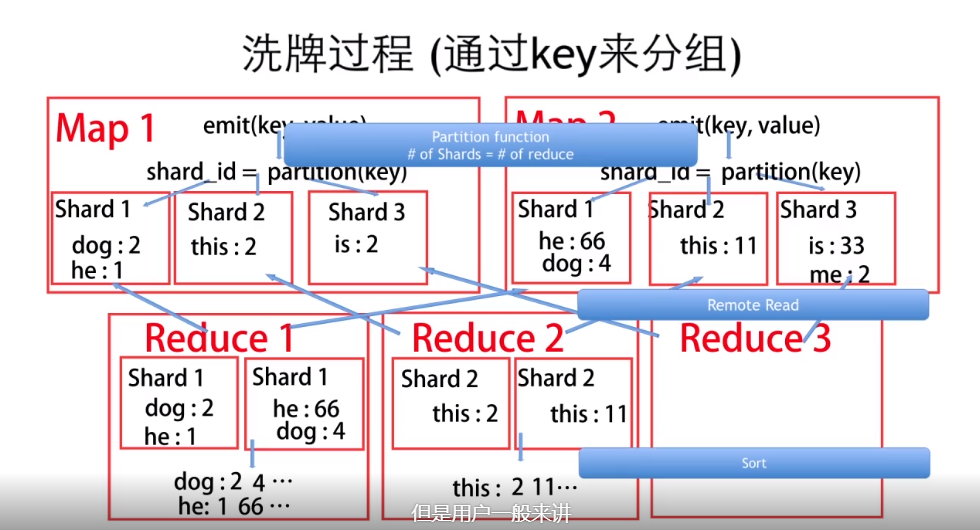 洗牌过程 (通过key来分组)
Map 1
emit(key, value)
shard_id = partition(key)
Shard 1
dog : 2
he : 1
Shard 2
this : 2
Shard 3
is : 2
Partition function
# of Shards = # of reduce
Map 2
emit(key, value)
shard_id = partition(key)
Shard 1
he : 66
dog : 4
Shard 2
this : 11
Shard 3
is : 33
me : 2
Remote Read
Reduce 1
Shard 1
dog : 2
he : 1
Shard 1
he : 66
dog : 4
dog : 2 4 ···
he: 1 66 ···
Reduce 2
Shard 2
this : 2
Shard 2
this : 11
this : 2 11···
Reduce 3
Sort
但是用户一般来讲